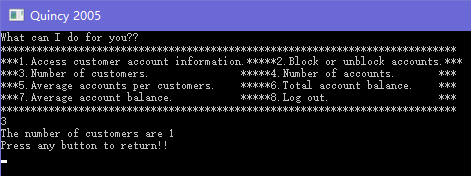 Quincy 2005
What can I do for you??
****************************************************************************
***1.Access customer account information.*****2.Block or unblock accounts.***
***3.Number of customers.               *****4.Number of accounts.       ***
***5.Average accounts per customers.    *****6.Total account balance.    ***
***7.Average account balance.           *****8.Log out.                  ***
****************************************************************************
3
The number of customers are 1
Press any button to return!!